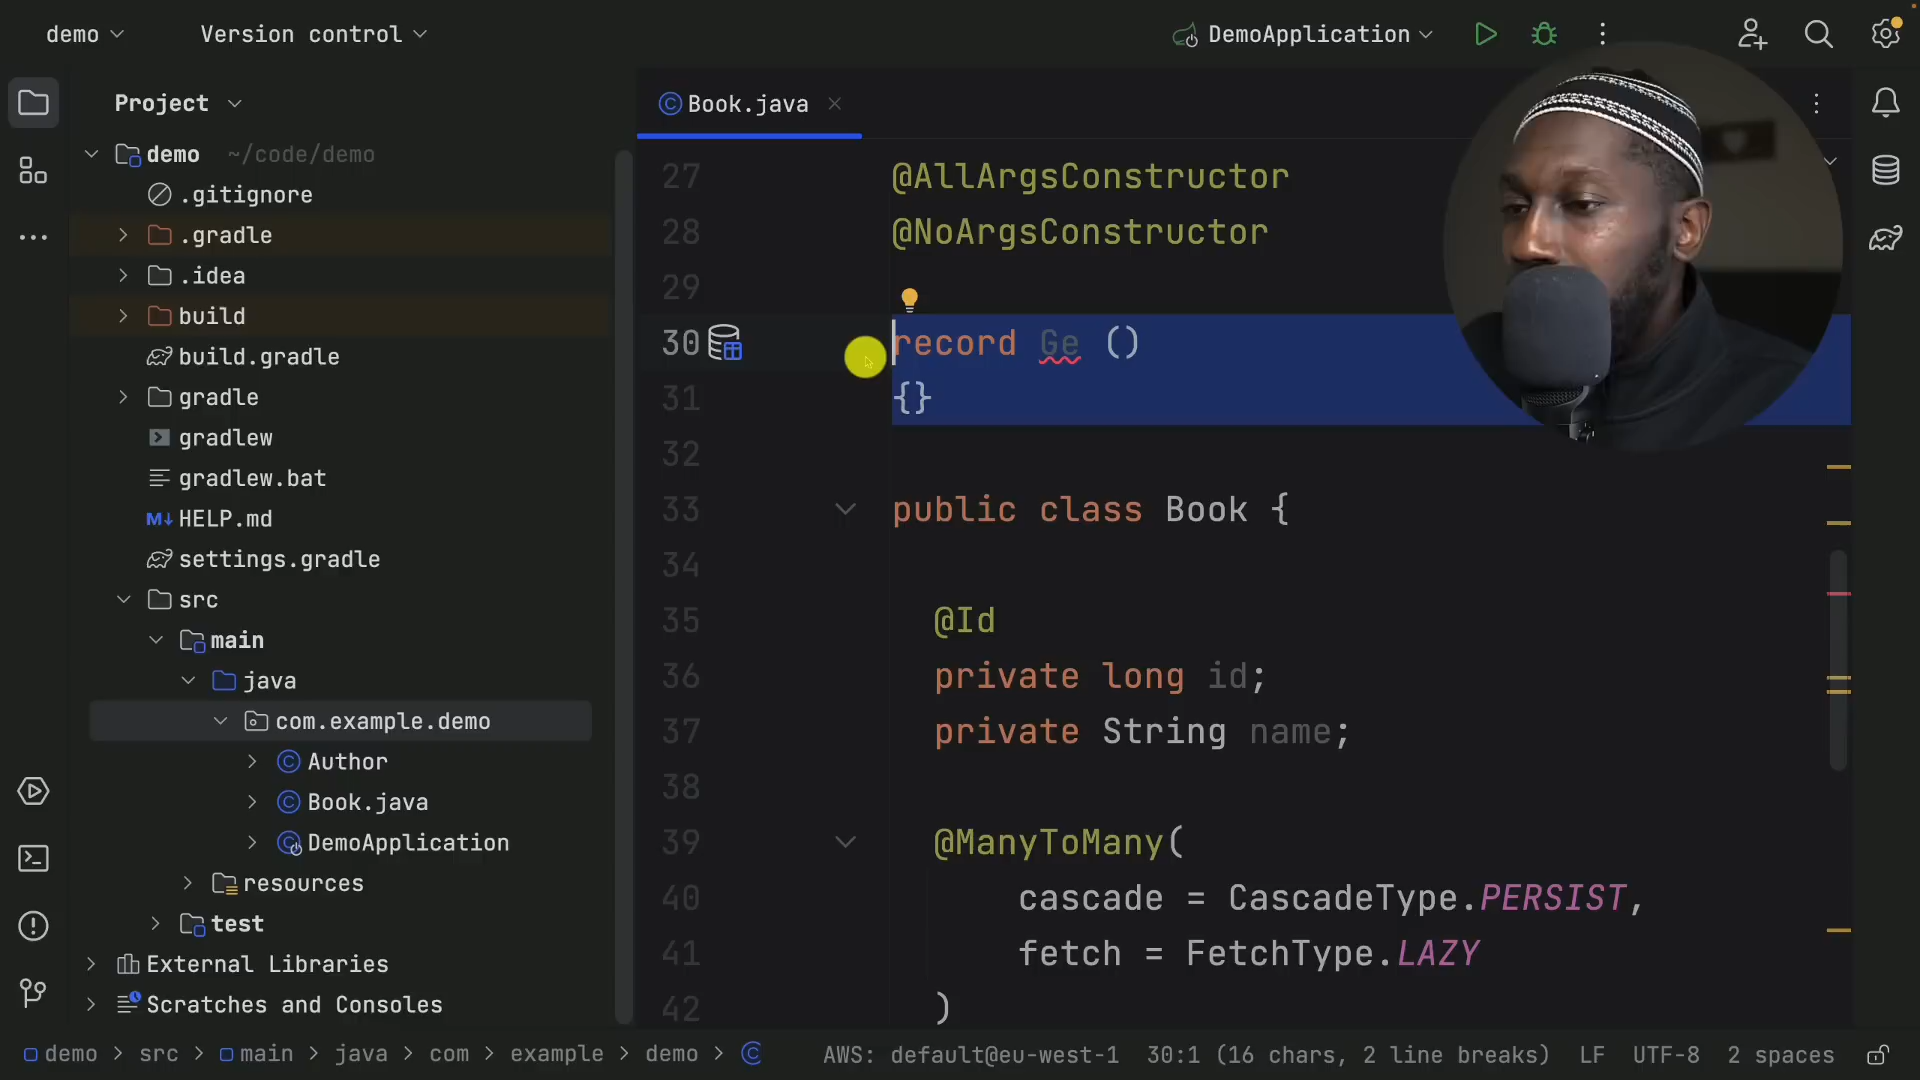 demo
Version control
DemoApplication
Project
Book.java
demo ~/code/demo
.gitignore
.gradle
.idea
build
build.gradle
gradle
gradlew
gradlew.bat
M↓ HELP.md
settings.gradle
src
main
java
com.example.demo
Author
Book.java
DemoApplication
resources
test
External Libraries
Scratches and Consoles
27 @AllArgsConstructor
28 @NoArgsConstructor
29
30 record Ge ()
31 {}
32
33 public class Book {
34
35 @Id
36 private long id;
37 private String name;
38
39 @ManyToMany(
40 cascade = CascadeType.PERSIST,
41 fetch = FetchType.LAZY
42 )
demo > src > main > java > com > example > demo >
AWS: default@eu-west-1 30:1 (16 chars, 2 line breaks) LF UTF-8 2 spaces